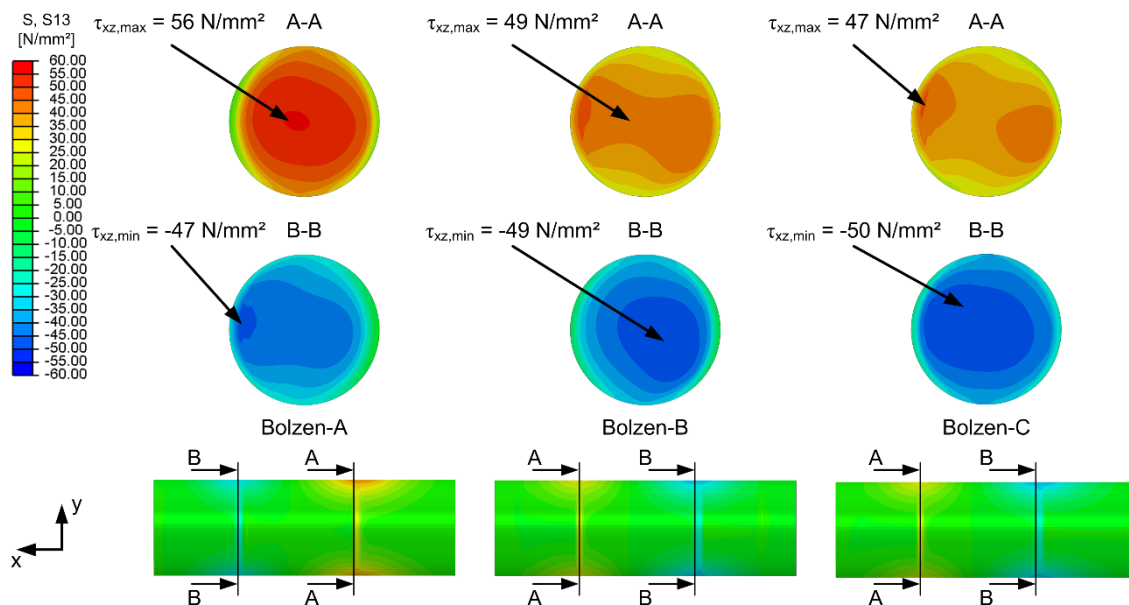 S, S13
[N/mm²]
60.00
55.00
50.00
45.00
40.00
35.00
30.00
25.00
20.00
15.00
10.00
5.00
0.00
-5.00
-10.00
-15.00
-20.00
-25.00
-30.00
-35.00
-40.00
-45.00
-50.00
-55.00
-60.00
τxz,max = 56 N/mm² A-A
τxz,max = 49 N/mm² A-A
τxz,max = 47 N/mm² A-A
τxz,min = -47 N/mm² B-B
τxz,min = -49 N/mm² B-B
τxz,min = -50 N/mm² B-B
Bolzen-A
Bolzen-B
Bolzen-C
B A
A B
A B
B A
A B
A B
y
x